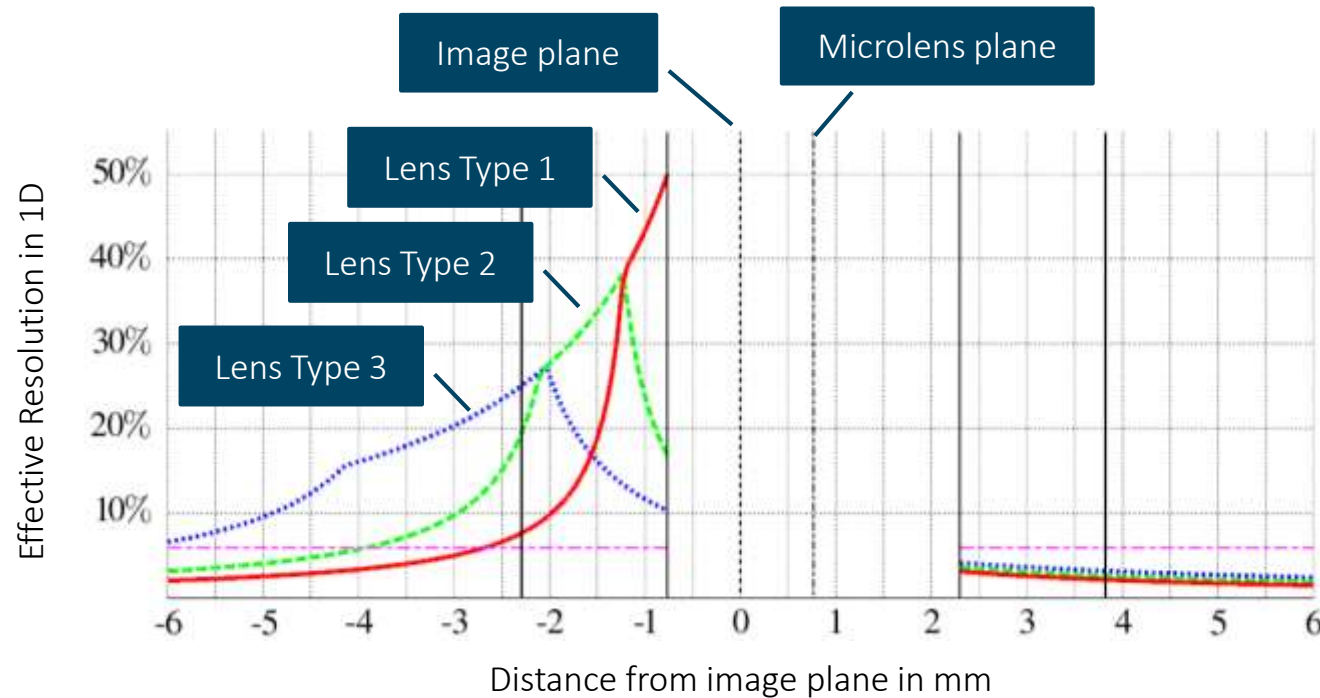 Image plane
Microlens plane
Lens Type 1
Lens Type 2
Lens Type 3
Effective Resolution in 1D
50%
40%
30%
20%
10%
-6 -5 -4 -3 -2 -1 0 1 2 3 4 5 6
Distance from image plane in mm